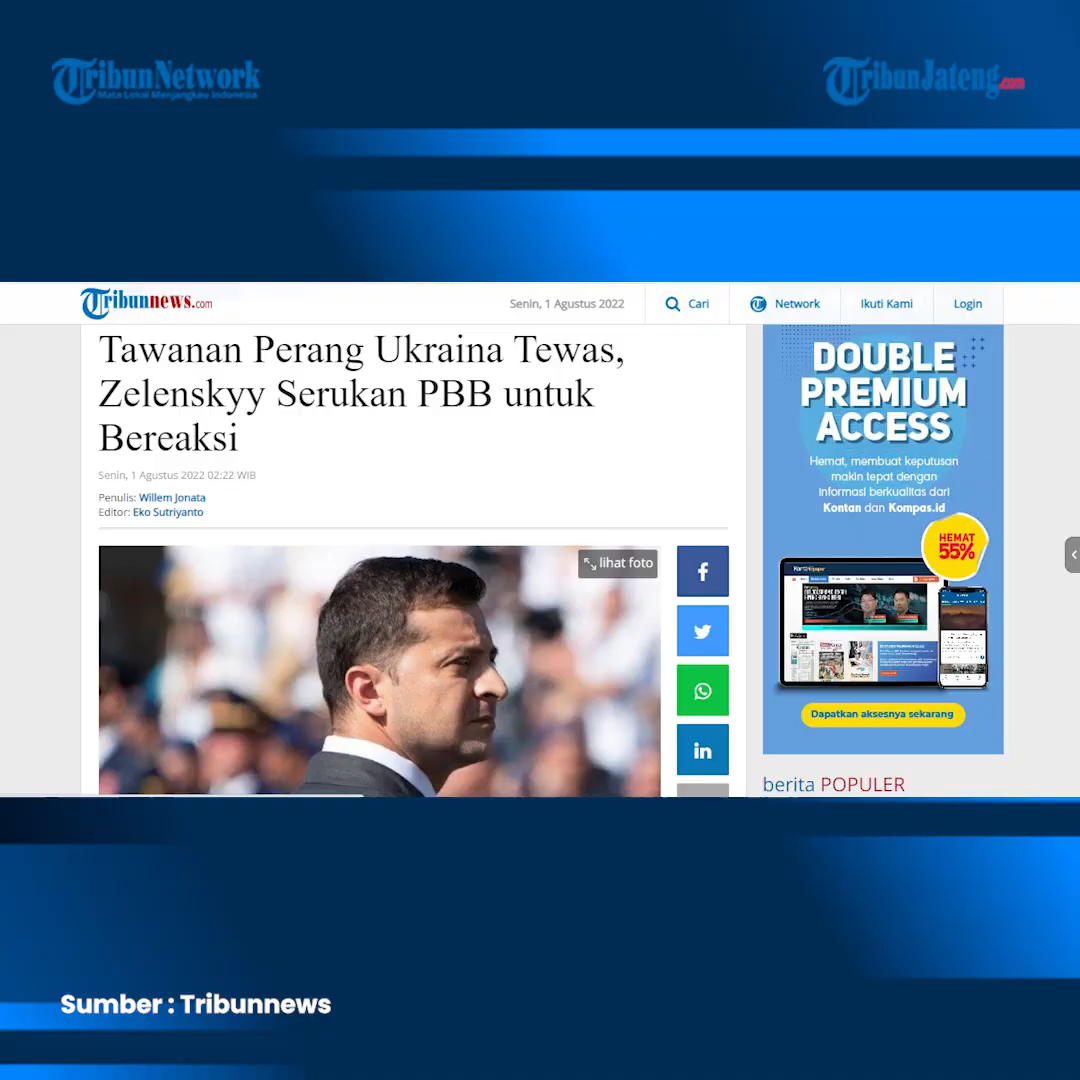 TribunNetwork
Mata Lokal Menjangkau Indonesia
TribunJateng.com
Tribunnews.com
Senin, 1 Agustus 2022
Cari
Network
Ikuti Kami
Login
Tawanan Perang Ukraina Tewas,
Zelenskyy Serukan PBB untuk
Bereaksi
Senin, 1 Agustus 2022 02:22 WIB
Penulis: Willem Jonata
Editor: Eko Sutriyanto
lihat foto
DOUBLE
PREMIUM
ACCESS
Hemat, membuat keputusan
makin tepat dengan
informasi berkualitas dari
Kontan dan Kompas.id
HEMAT
55%
Dapatkan aksesnya sekarang
berita POPULER
Sumber : Tribunnews